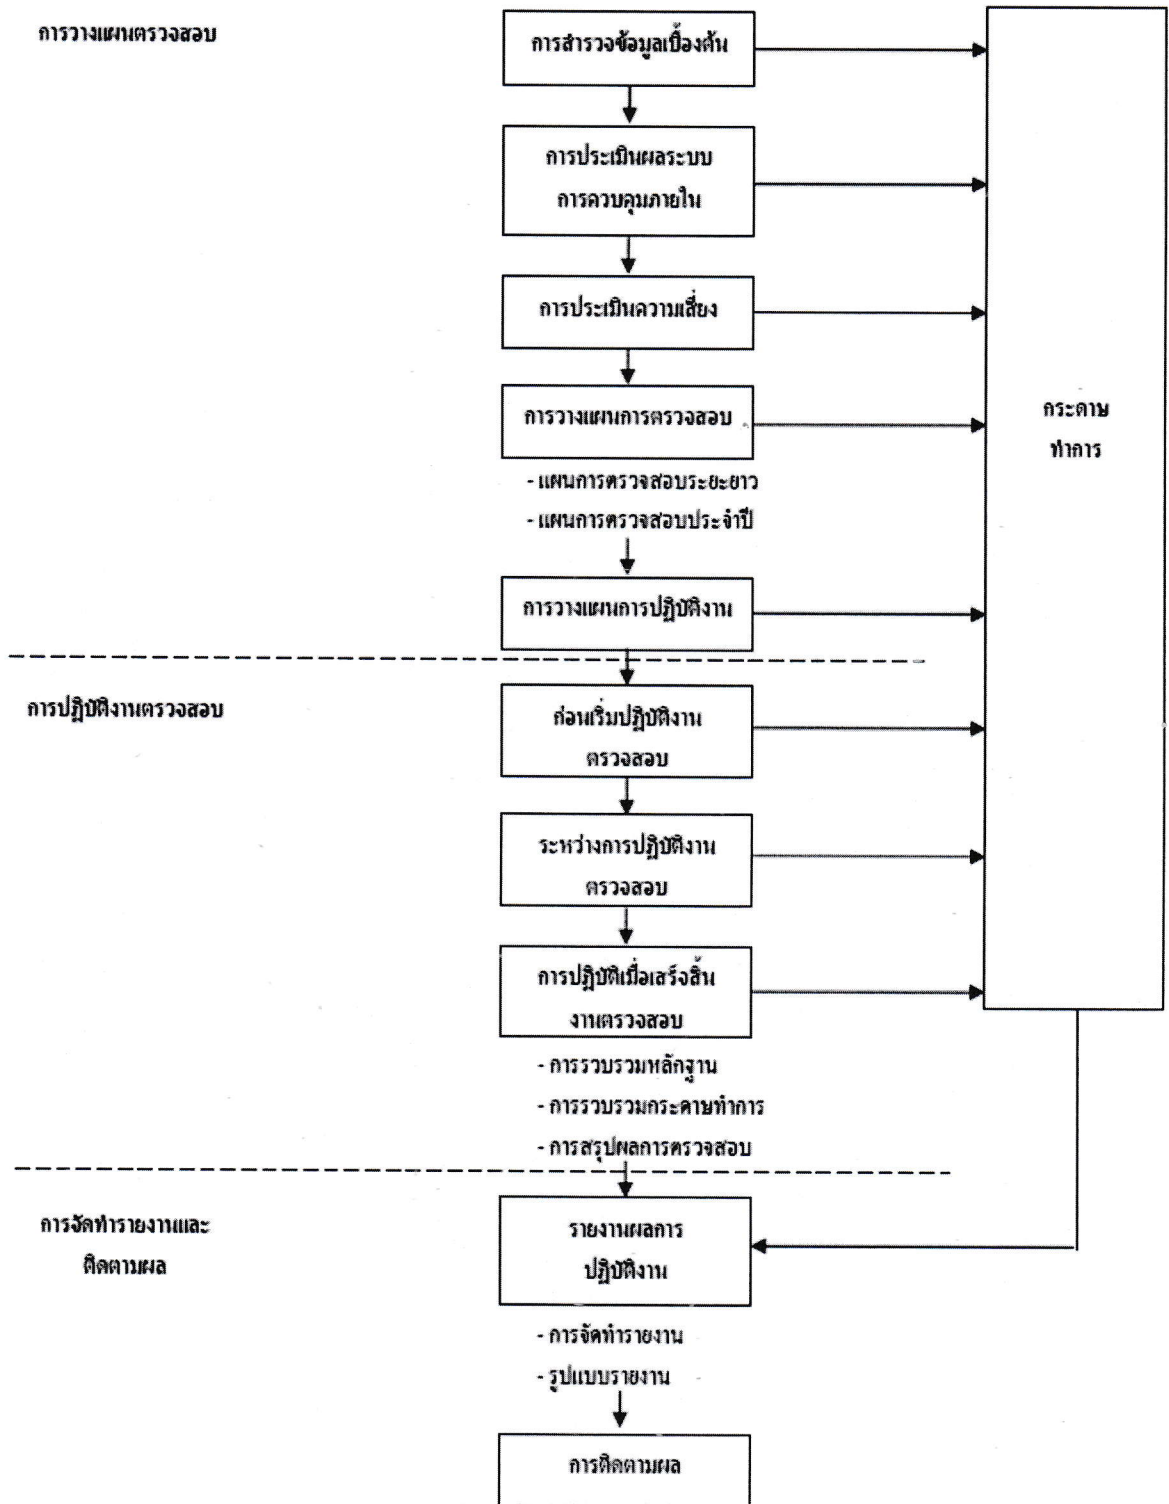 การวางแผนตรวจสอบ
การสำรวจข้อมูลเบื้องต้น
การประเมินผลระบบ
การควบคุมภายใน
การประเมินความเสี่ยง
การวางแผนการตรวจสอบ
- แผนการตรวจสอบระยะยาว
- แผนการตรวจสอบประจำปี
การวางแผนการปฏิบัติงาน
กระดาษ
ทำการ
การปฏิบัติงานตรวจสอบ
ก่อนเริ่มปฏิบัติงาน
ตรวจสอบ
ระหว่างการปฏิบัติงาน
ตรวจสอบ
การปฏิบัติเมื่อเสร็จสิ้น
งานตรวจสอบ
- การรวบรวมหลักฐาน
- การรวบรวมกระดาษทำการ
- การสรุปผลการตรวจสอบ
การจัดทำรายงานและ
ติดตามผล
รายงานผลการ
ปฏิบัติงาน
- การจัดทำรายงาน
- รูปแบบรายงาน
การติดตามผล